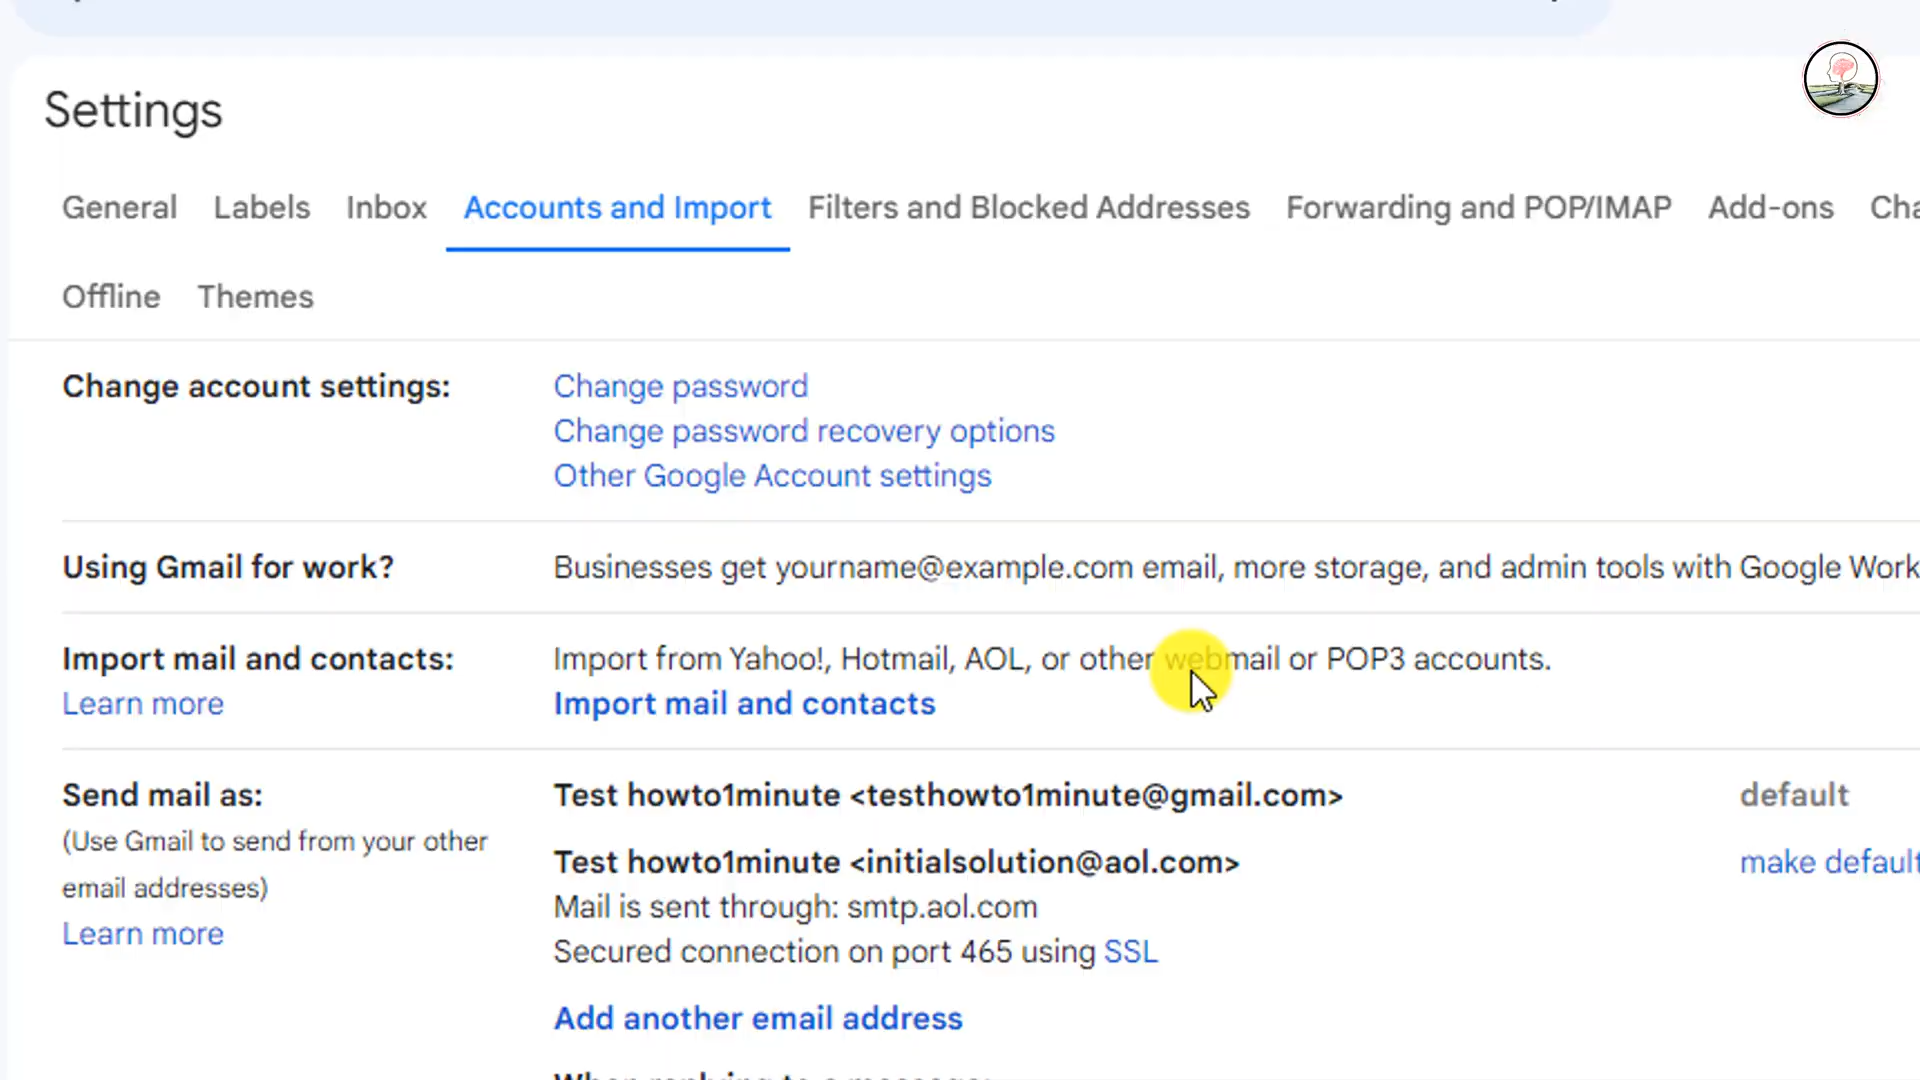 Settings
General Labels Inbox Accounts and Import Filters and Blocked Addresses Forwarding and POP/IMAP Add-ons Cha
Offline Themes
Change account settings: Change password
Change password recovery options
Other Google Account settings
Using Gmail for work? Businesses get yourname@example.com email, more storage, and admin tools with Google Work
Import mail and contacts: Import from Yahoo!, Hotmail, AOL, or other webmail or POP3 accounts.
Learn more Import mail and contacts
Send mail as: Test howto1minute <testhowto1minute@gmail.com> default
(Use Gmail to send from your other
email addresses)
Learn more
Test howto1minute <initialsolution@aol.com> make default
Mail is sent through: smtp.aol.com
Secured connection on port 465 using SSL
Add another email address
When replying to a message: